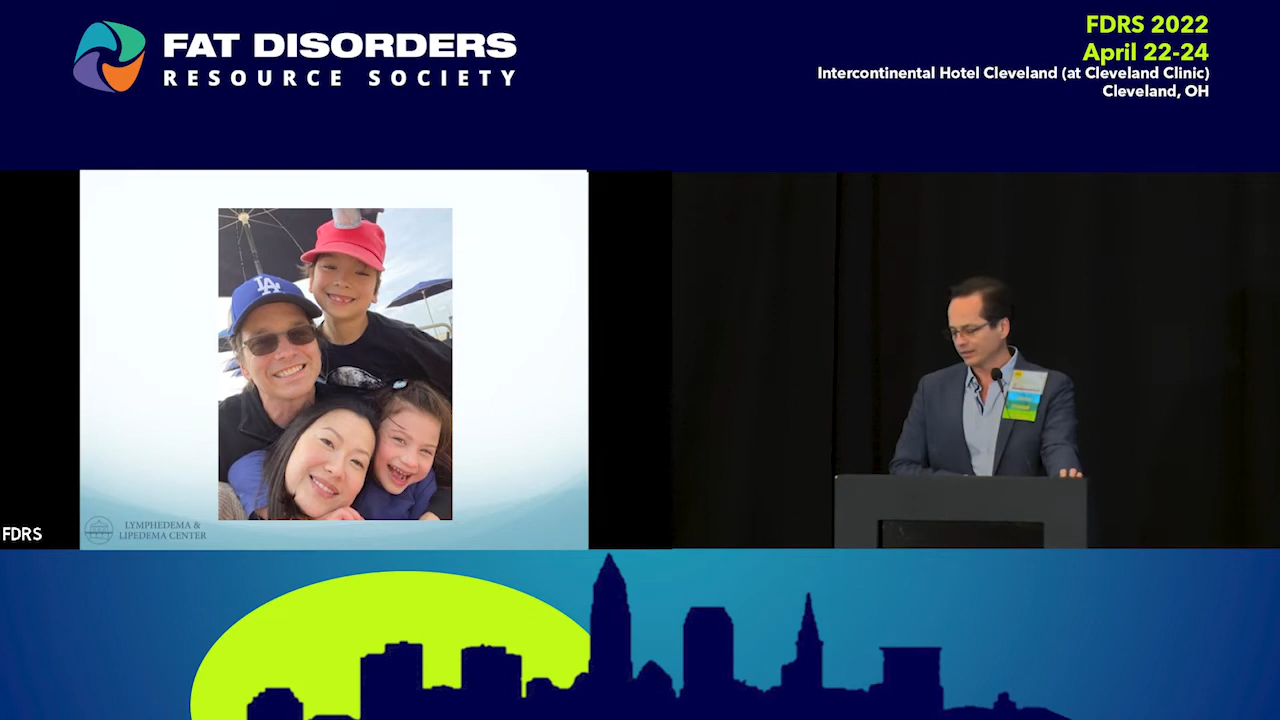 FAT DISORDERS
RESOURCE SOCIETY
FDRS 2022
April 22-24
Intercontinental Hotel Cleveland (at Cleveland Clinic)
Cleveland, OH
LA
LYMPHEDEMA &
LIPEDEMA CENTER
FDRS